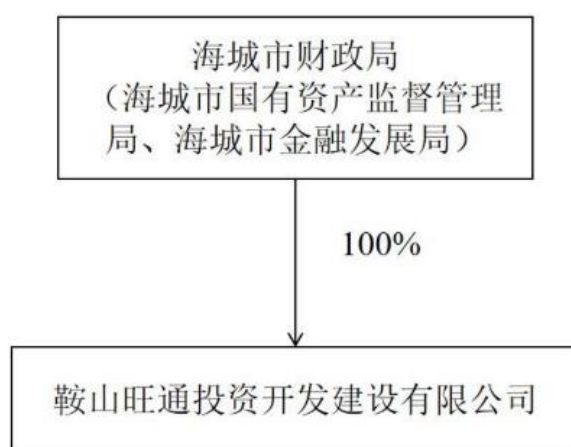 海城市财政局
（海城市国有资产监督管理
局、海城市金融发展局）
100%
鞍山旺通投资开发建设有限公司